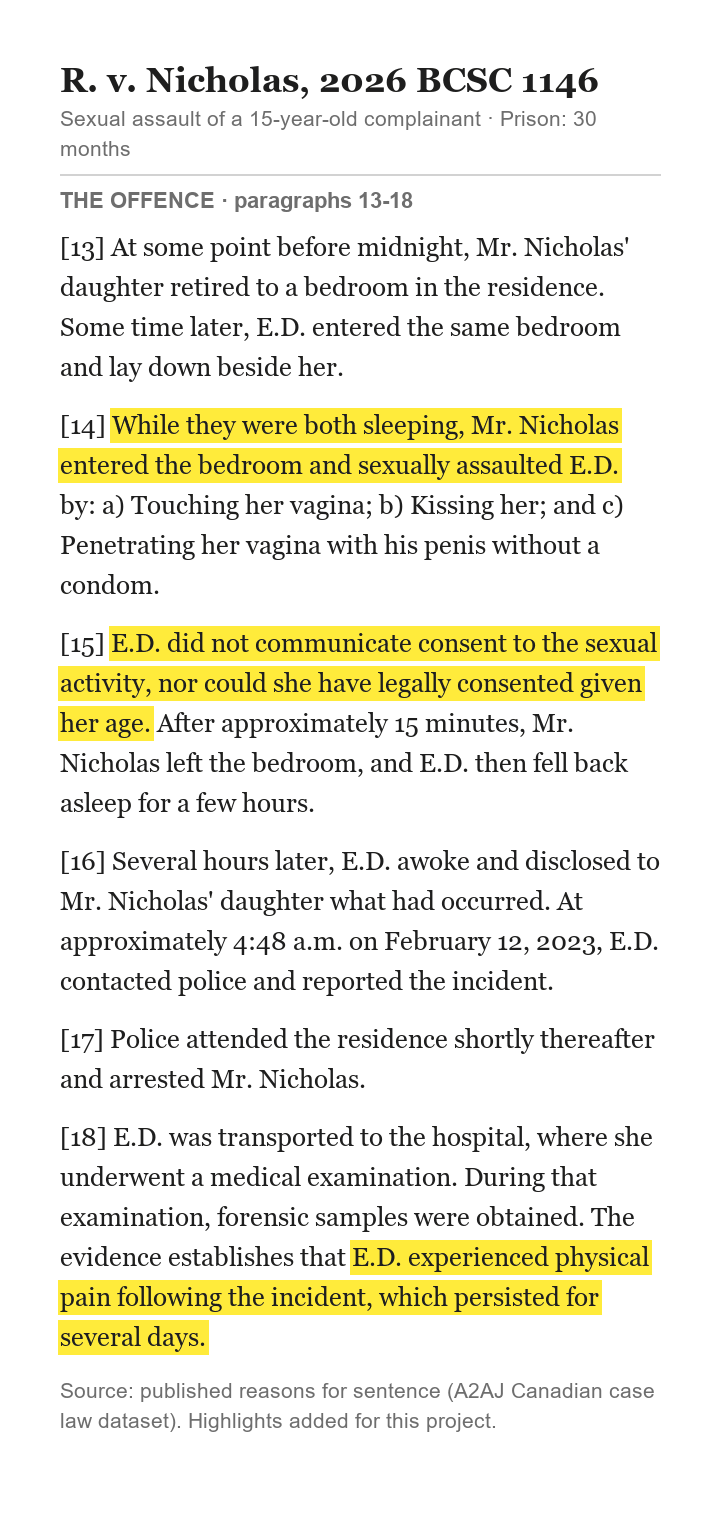 R. v. Nicholas, 2026 BCSC 1146
Sexual assault of a 15-year-old complainant · Prison: 30
months
THE OFFENCE · paragraphs 13-18
[13] At some point before midnight, Mr. Nicholas'
daughter retired to a bedroom in the residence.
Some time later, E.D. entered the same bedroom
and lay down beside her.
[14] While they were both sleeping, Mr. Nicholas
entered the bedroom and sexually assaulted E.D.
by: a) Touching her vagina; b) Kissing her; and c)
Penetrating her vagina with his penis without a
condom.
[15] E.D. did not communicate consent to the sexual
activity, nor could she have legally consented given
her age. After approximately 15 minutes, Mr.
Nicholas left the bedroom, and E.D. then fell back
asleep for a few hours.
[16] Several hours later, E.D. awoke and disclosed to
Mr. Nicholas' daughter what had occurred. At
approximately 4:48 a.m. on February 12, 2023, E.D.
contacted police and reported the incident.
[17] Police attended the residence shortly thereafter
and arrested Mr. Nicholas.
[18] E.D. was transported to the hospital, where she
underwent a medical examination. During that
examination, forensic samples were obtained. The
evidence establishes that E.D. experienced physical
pain following the incident, which persisted for
several days.
Source: published reasons for sentence (A2AJ Canadian case
law dataset). Highlights added for this project.